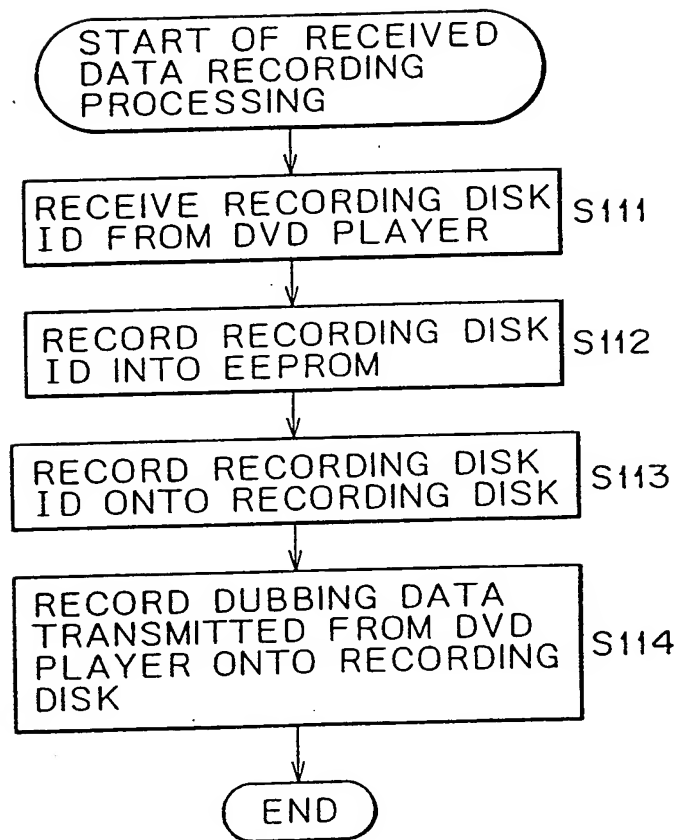 START OF RECEIVED
DATA RECORDING
PROCESSING
RECEIVE RECORDING DISK
ID FROM DVD PLAYER
S111
RECORD RECORDING DISK
ID INTO EEPROM
S112
RECORD RECORDING DISK
ID ONTO RECORDING DISK
S113
RECORD DUBBING DATA
TRANSMITTED FROM DVD
PLAYER ONTO RECORDING
DISK
S114
END